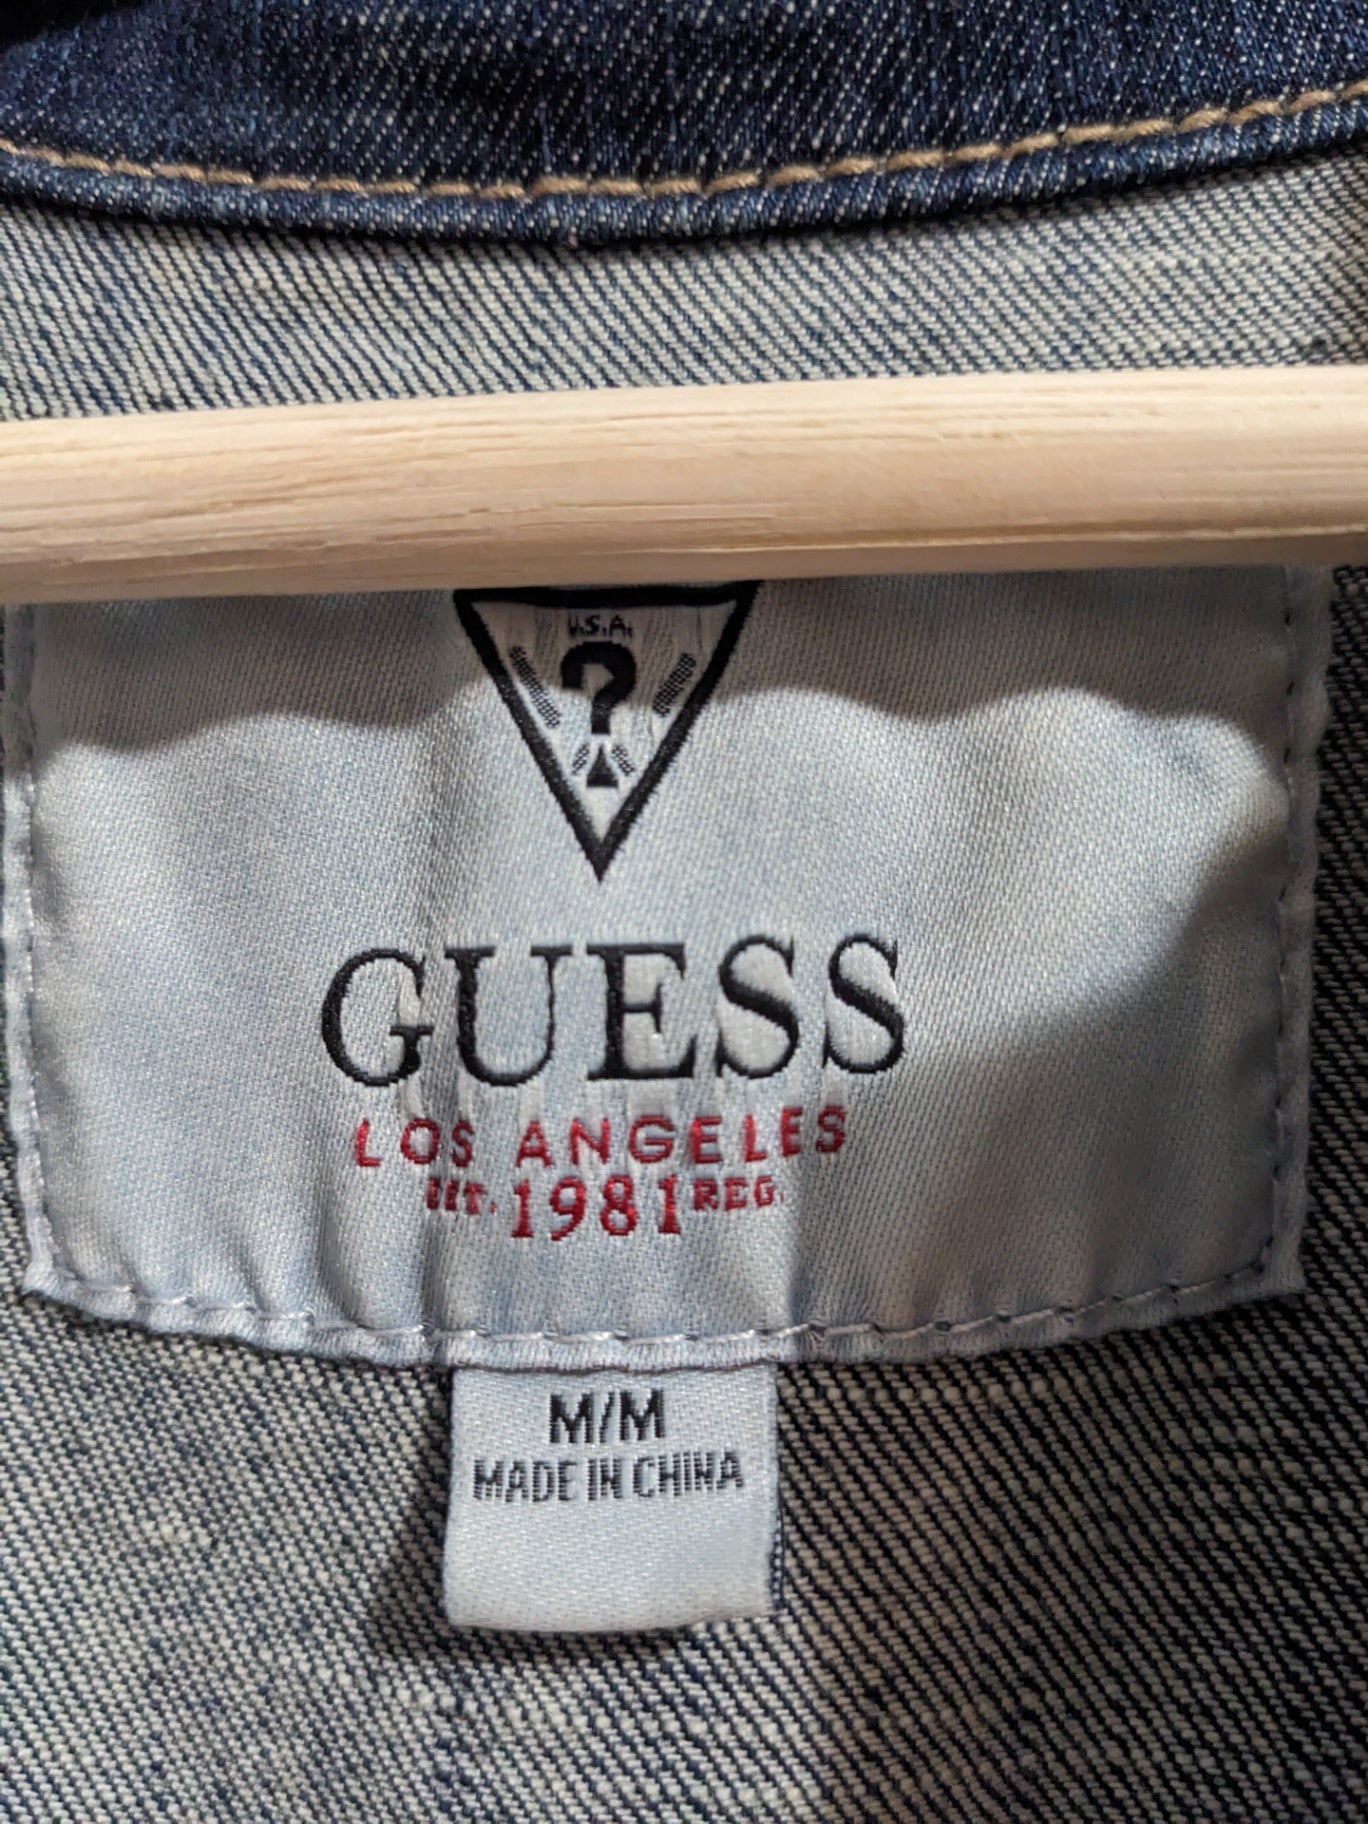 U.S.A.
?
GUESS
LOS ANGELES
EST. 1981 REG.
M/M
MADE IN CHINA